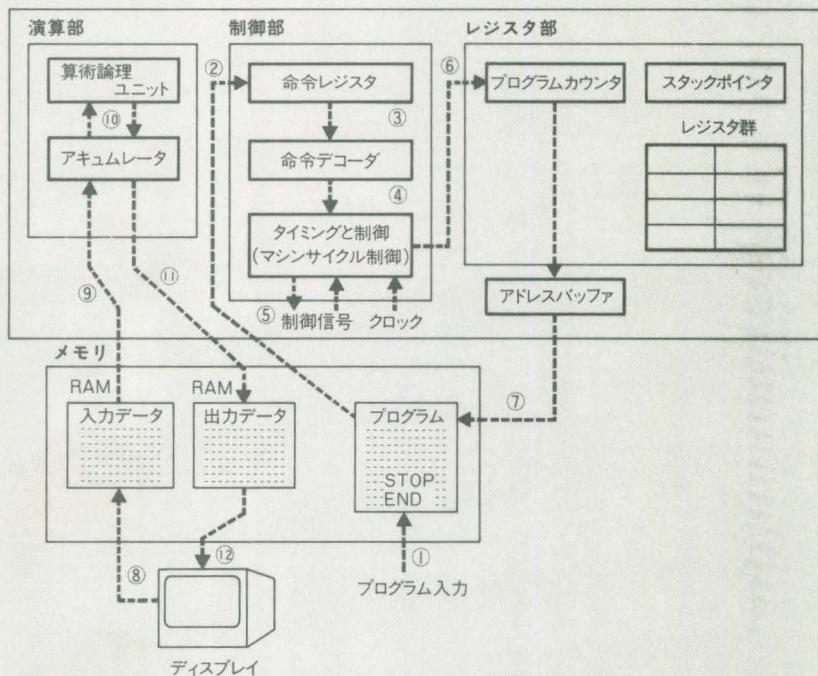 演算部
算術論理
ユニット
⑩
アキュムレータ
⑨
⑪
制御部
②
命令レジスタ
③
命令デコーダ
④
タイミングと制御
(マシンサイクル制御)
⑤
制御信号
クロック
レジスタ部
⑥
プログラムカウンタ
スタックポインタ
レジスタ群
アドレスバッファ
⑦
メモリ
RAM
入力データ
RAM
出力データ
プログラム
STOP
END
⑧
⑫
①
プログラム入力
ディスプレイ